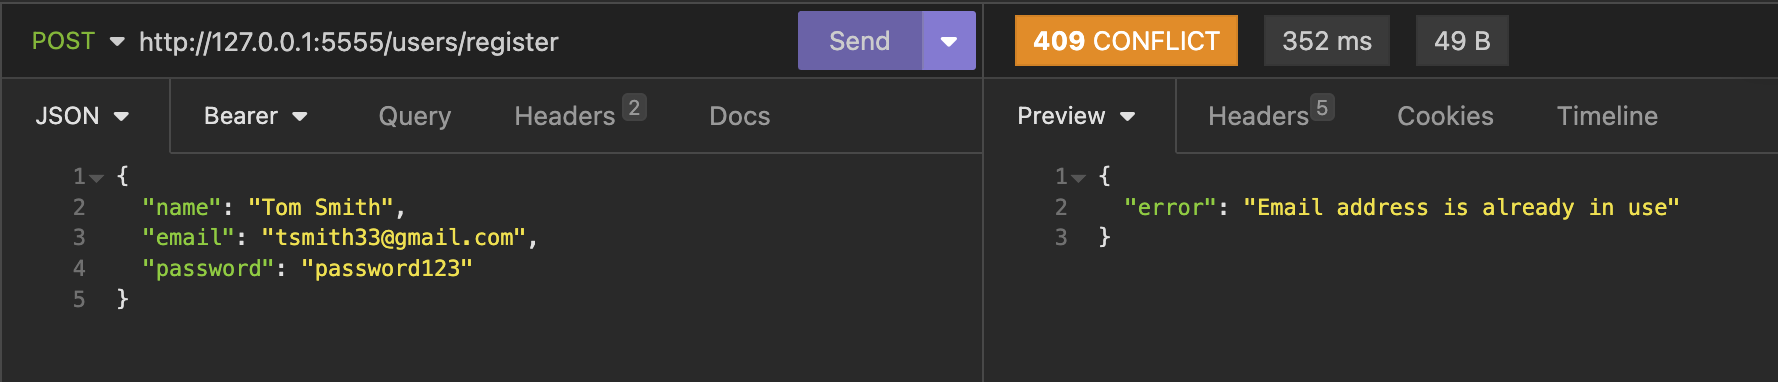 POST http://127.0.0.1:5555/users/register Send
409 CONFLICT 352 ms 49 B
JSON Bearer Query Headers 2 Docs
Preview Headers 5 Cookies Timeline
1 {
2 "name": "Tom Smith",
3 "email": "tsmith33@gmail.com",
4 "password": "password123"
5 }
1 {
2 "error": "Email address is already in use"
3 }